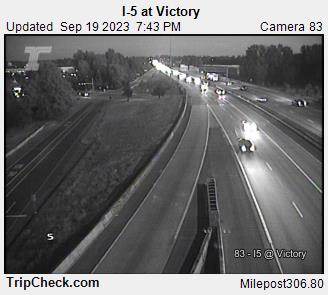 I-5 at Victory
Updated Sep 19 2023 7:43 PM Camera 83
T
S
83 - I5 @ Victory
TripCheck.com Milepost306.80